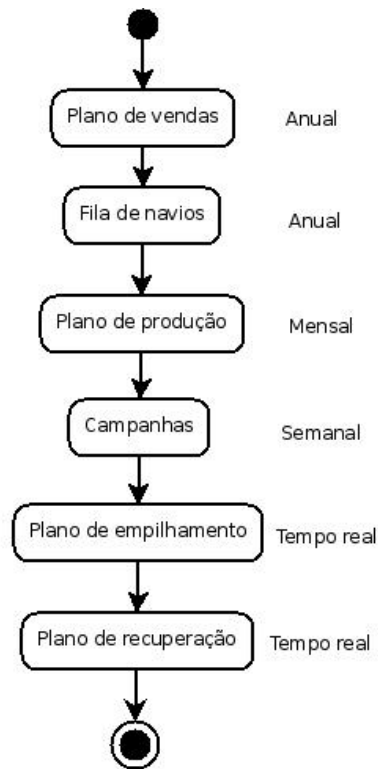 Plano de vendas Anual
Fila de navios Anual
Plano de produção Mensal
Campanhas Semanal
Plano de empilhamento Tempo real
Plano de recuperação Tempo real